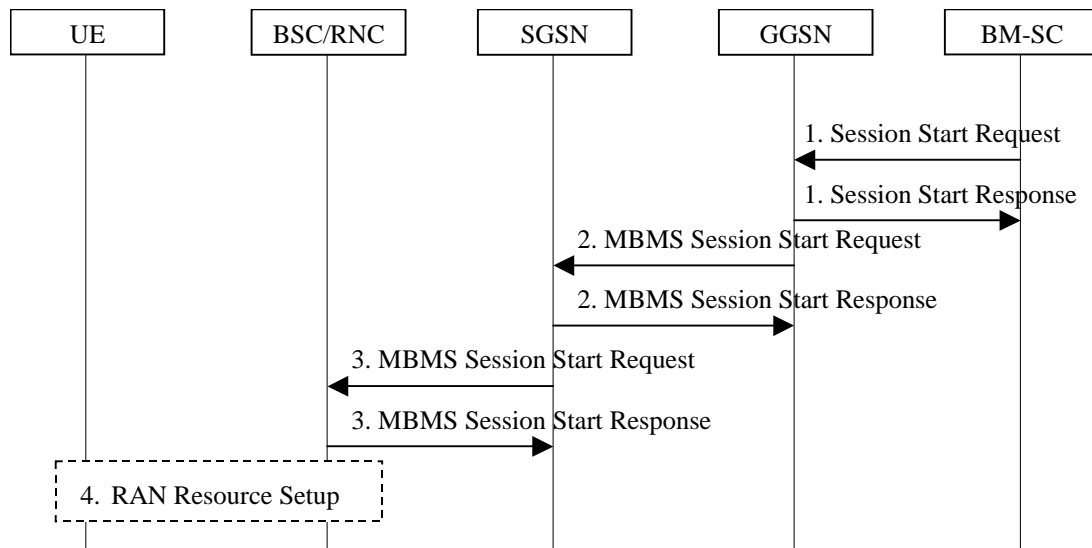 UE
BSC/RNC
SGSN
GGSN
BM-SC
1. Session Start Request
1. Session Start Response
2. MBMS Session Start Request
2. MBMS Session Start Response
3. MBMS Session Start Request
3. MBMS Session Start Response
4. RAN Resource Setup